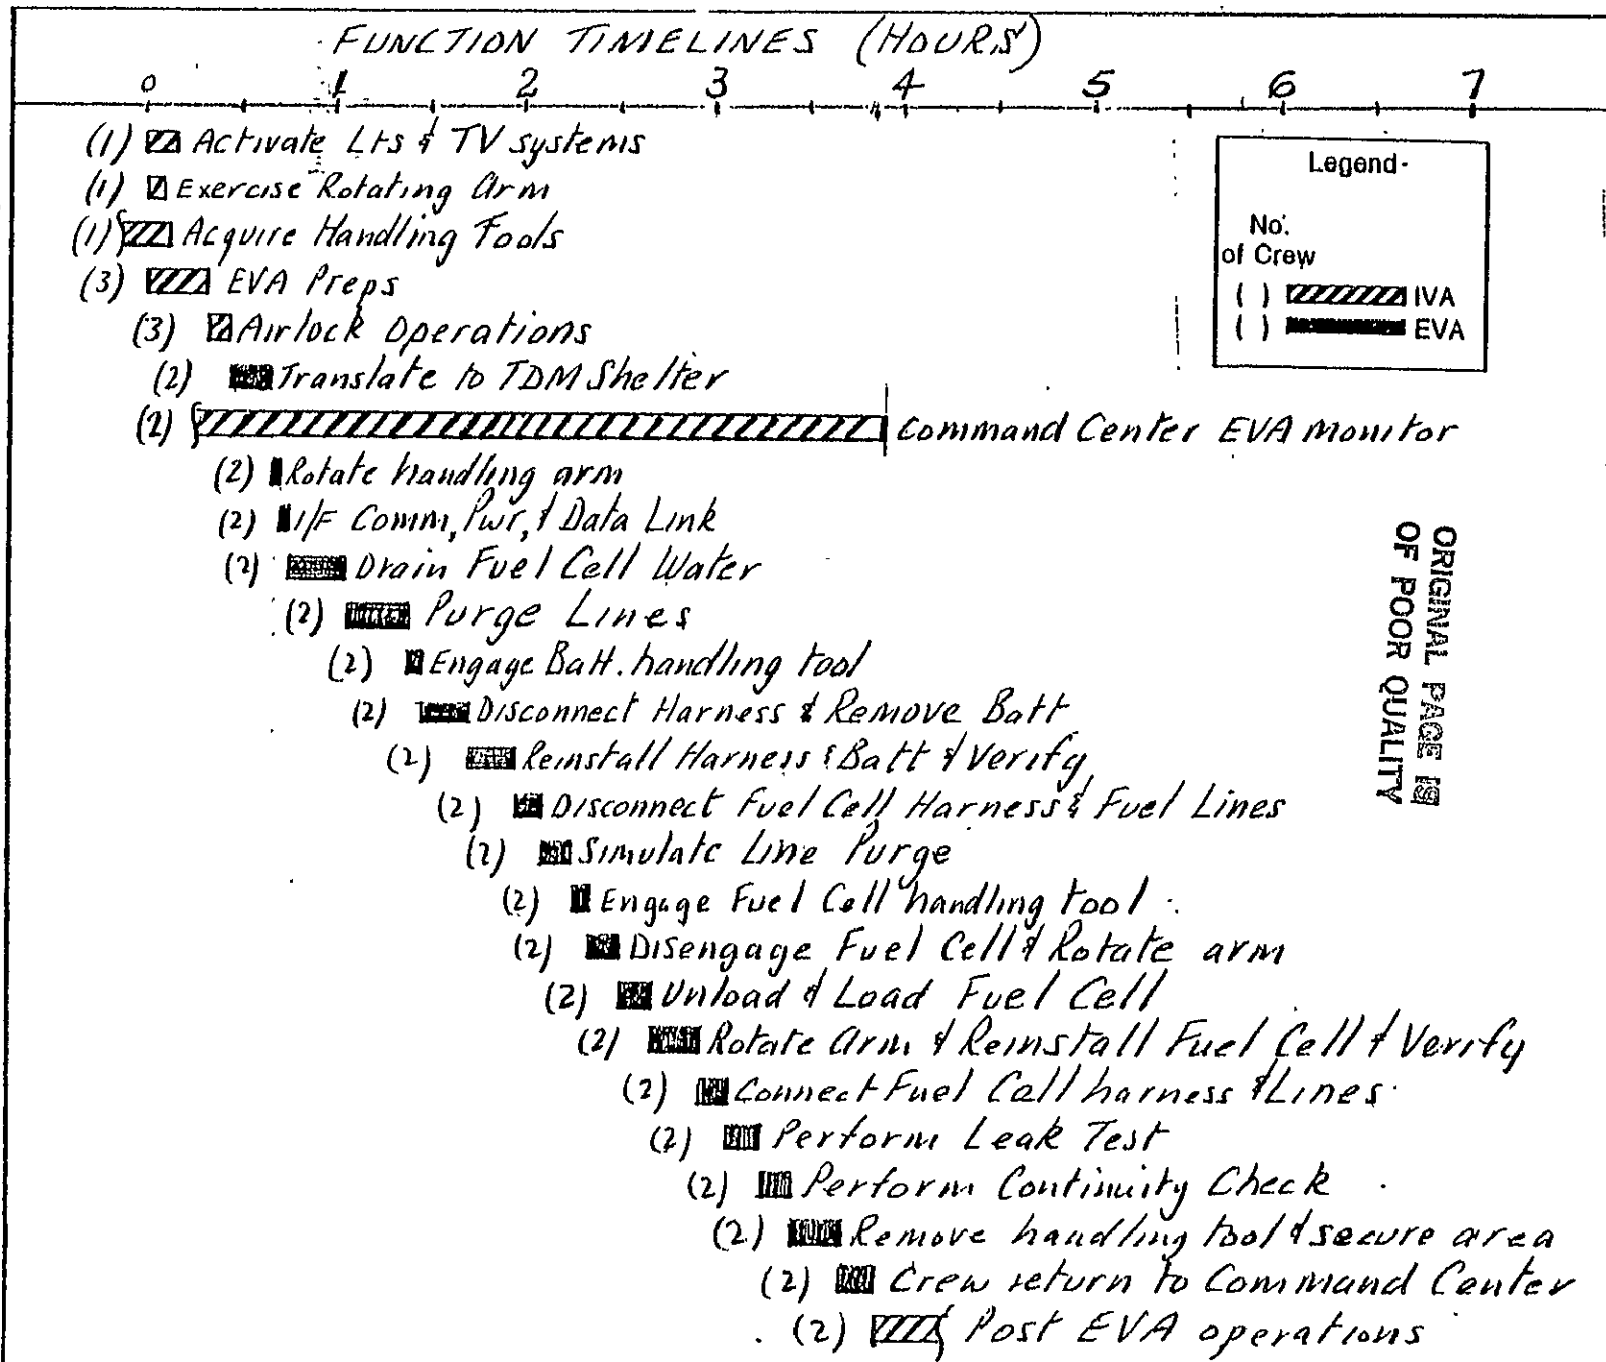 FUNCTION TIMELINES (HOURS)
0 1 2 3 4 5 6 7
(1) Activate Lts & TV systems
(1) Exercise Rotating Arm
(1) Acquire Handling Tools
(3) EVA Preps
(3) Airlock Operations
(2) Translate to TDM Shelter
(2) Command Center EVA monitor
(2) Rotate handling arm
(2) I/F Comm, Pwr, & Data Link
(2) Drain Fuel Cell Water
(2) Purge Lines
(2) Engage Batt. handling tool
(2) Disconnect Harness & Remove Batt
(2) Reinstall Harness & Batt & Verify
(2) Disconnect Fuel Cell Harness & Fuel Lines
(2) Simulate Line Purge
(2) Engage Fuel Cell handling tool
(2) Disengage Fuel Cell & Rotate arm
(2) Unload & Load Fuel Cell
(2) Rotate Arm & Reinstall Fuel Cell & Verify
(2) Connect Fuel Cell harness & Lines
(2) Perform Leak Test
(2) Perform Continuity Check
(2) Remove handling tool & secure area
(2) Crew return to Command Center
(2) Post EVA operations
Legend-
No.
of Crew
( ) IVA
( ) EVA
ORIGINAL PAGE IS
OF POOR QUALITY